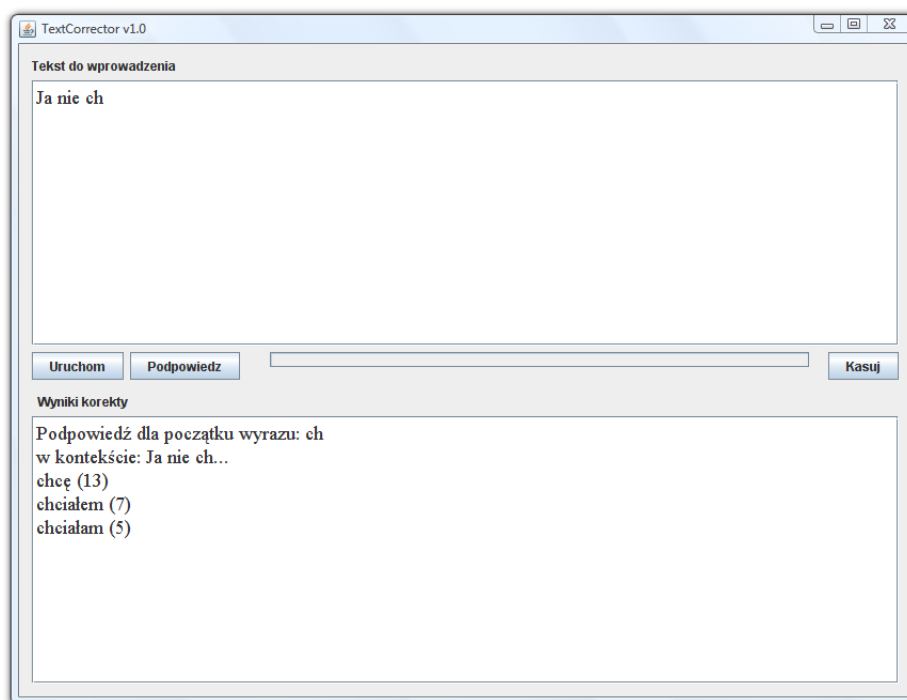 TextCorrector v1.0
Tekst do wprowadzenia
Ja nie ch
Uruchom
Podpowiedz
Kasuj
Wyniki korekty
Podpowiedź dla początku wyrazu: ch
w kontekście: Ja nie ch...
chcę (13)
chciałem (7)
chciałam (5)